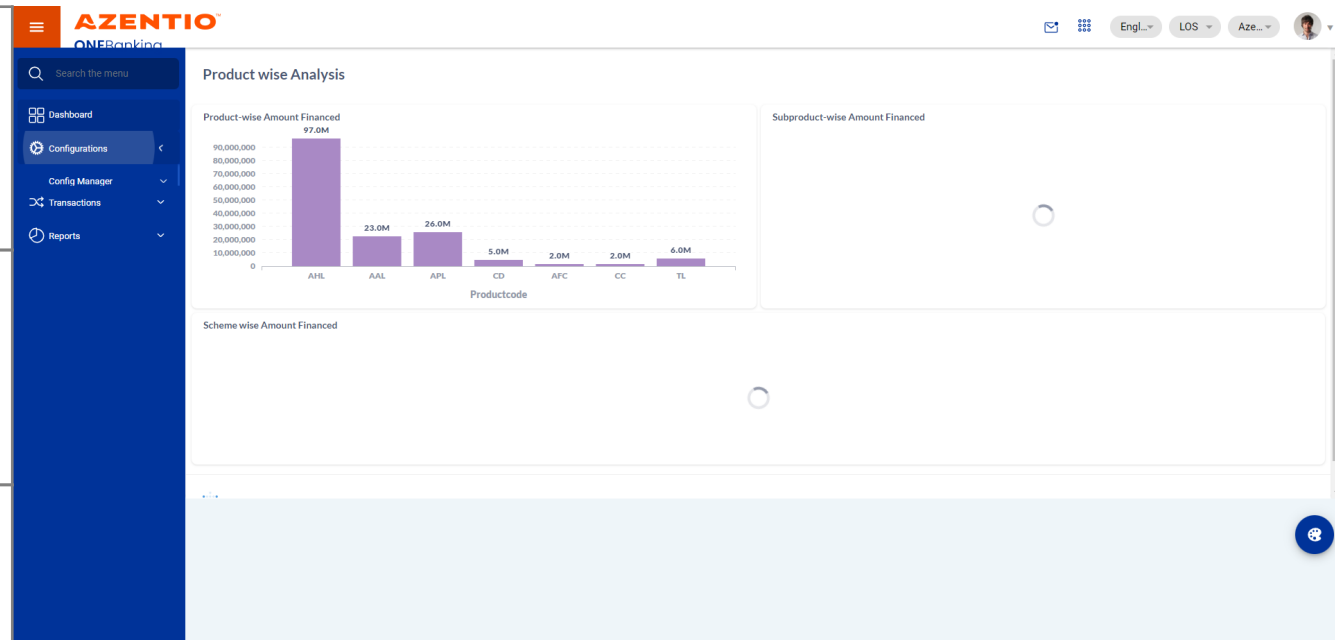 AZENTIO
ONEBanking
Engl...
LOS
Aze...
Search the menu
Dashboard
Configurations
Config Manager
Transactions
Reports
Product wise Analysis
Product-wise Amount Financed
97.0M
90,000,000
80,000,000
70,000,000
60,000,000
50,000,000
40,000,000
30,000,000
20,000,000
10,000,000
0
23.0M
26.0M
5.0M
2.0M
2.0M
6.0M
AHL AAL APL CD AFC CC TL
Productcode
Subproduct-wise Amount Financed
Scheme wise Amount Financed